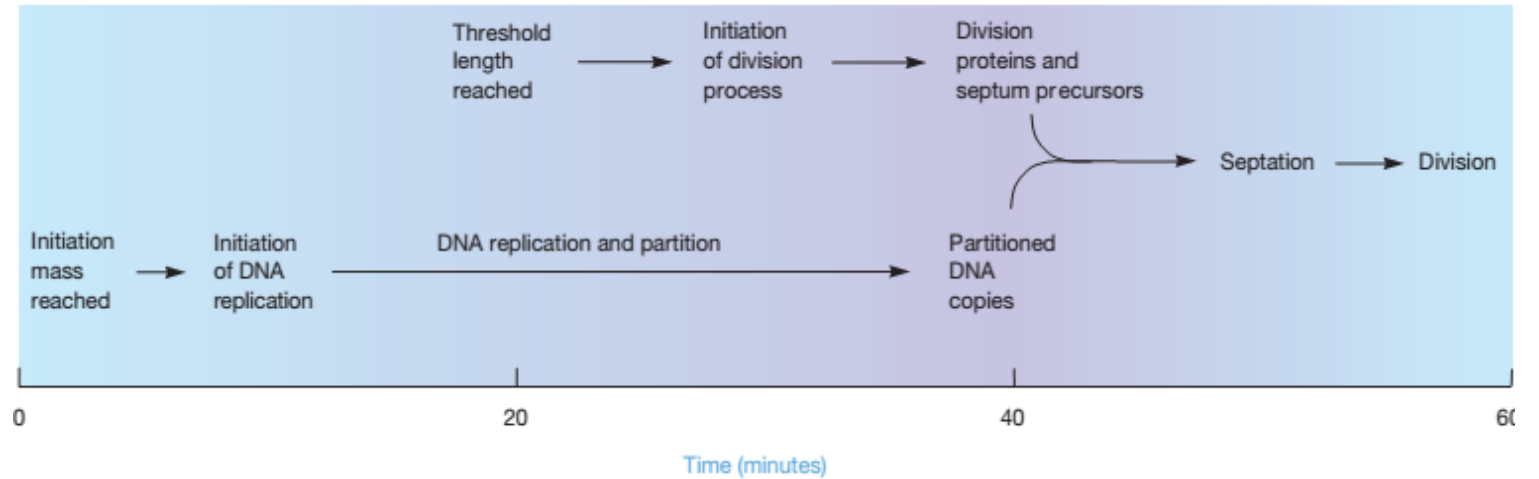 Threshold
length
reached
Initiation
of division
process
Division
proteins and
septum precursors
Septation
Division
Initiation
mass
reached
Initiation
of DNA
replication
DNA replication and partition
Partitioned
DNA
copies
0
20
40
60
Time (minutes)